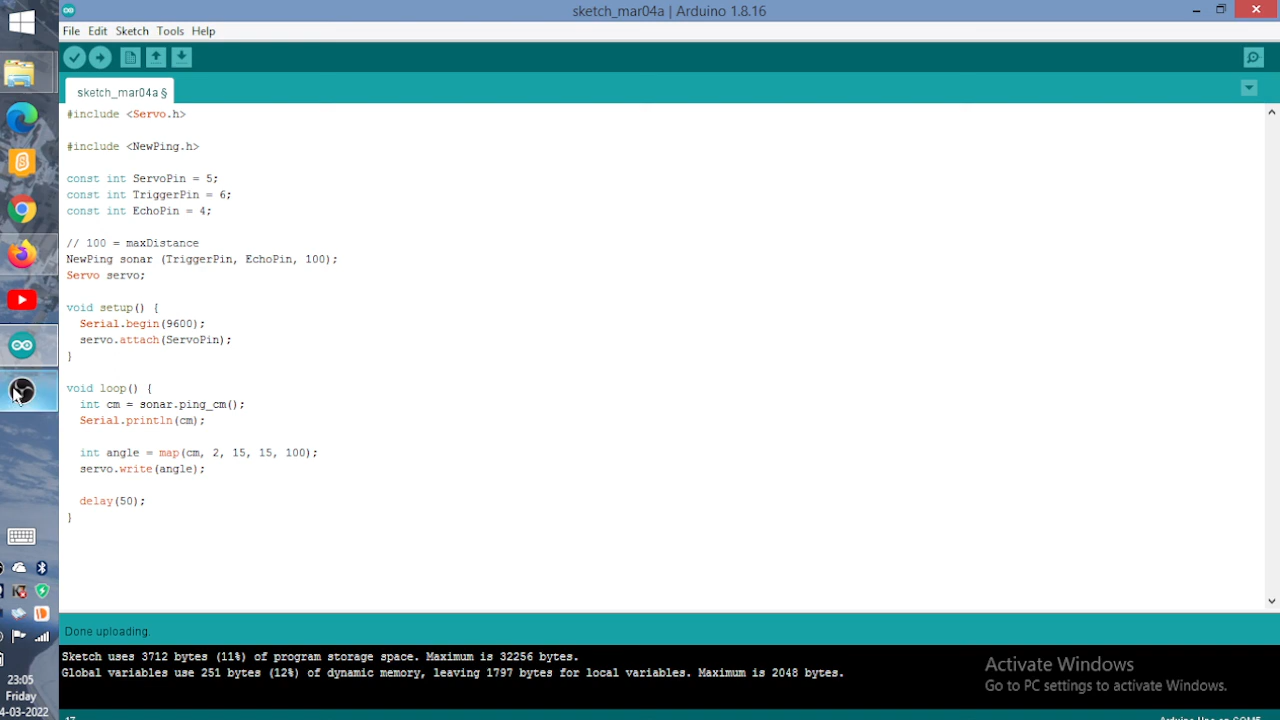 sketch_mar04a | Arduino 1.8.16
File Edit Sketch Tools Help
sketch_mar04a §
#include <Servo.h>
#include <NewPing.h>
const int ServoPin = 5;
const int TriggerPin = 6;
const int EchoPin = 4;
// 100 = maxDistance
NewPing sonar (TriggerPin, EchoPin, 100);
Servo servo;
void setup() {
Serial.begin(9600);
servo.attach(ServoPin);
}
void loop() {
int cm = sonar.ping_cm();
Serial.println(cm);
int angle = map(cm, 2, 15, 15, 100);
servo.write(angle);
delay(50);
}
Done uploading.
Sketch uses 3712 bytes (11%) of program storage space. Maximum is 32256 bytes.
Global variables use 251 bytes (12%) of dynamic memory, leaving 1797 bytes for local variables. Maximum is 2048 bytes.
Activate Windows
Go to PC settings to activate Windows.
23:05
Friday
4-03-2022